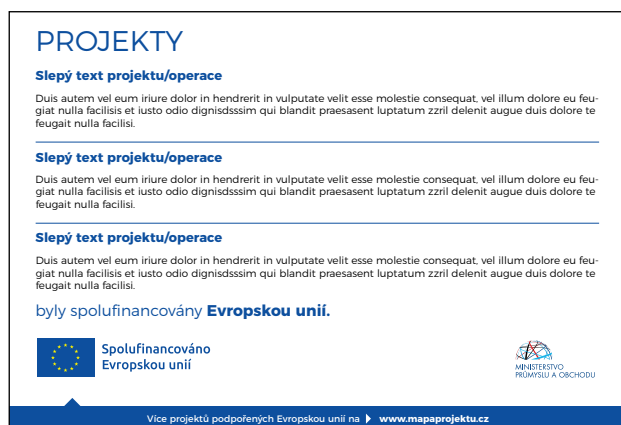 PROJEKTY
Slepý text projektu/operace
Duis autem vel eum iriure dolor in hendrerit in vulputate velit esse molestie consequat, vel illum dolore eu feu-
giat nulla facilisis et iusto odio dignisdsssim qui blandit praesasent luptatum zzril delenit augue duis dolore te
feugait nulla facilisi.
Slepý text projektu/operace
Duis autem vel eum iriure dolor in hendrerit in vulputate velit esse molestie consequat, vel illum dolore eu feu-
giat nulla facilisis et iusto odio dignisdsssim qui blandit praesasent luptatum zzril delenit augue duis dolore te
feugait nulla facilisi.
Slepý text projektu/operace
Duis autem vel eum iriure dolor in hendrerit in vulputate velit esse molestie consequat, vel illum dolore eu feu-
giat nulla facilisis et iusto odio dignisdsssim qui blandit praesasent luptatum zzril delenit augue duis dolore te
feugait nulla facilisi.
byly spolufinancovány Evropskou unií.
Spolufinancováno
Evropskou unií
MINISTERSTVO
PRŮMYSLU A OBCHODU
Více projektů podpořených Evropskou unií na www.mapaprojektu.cz